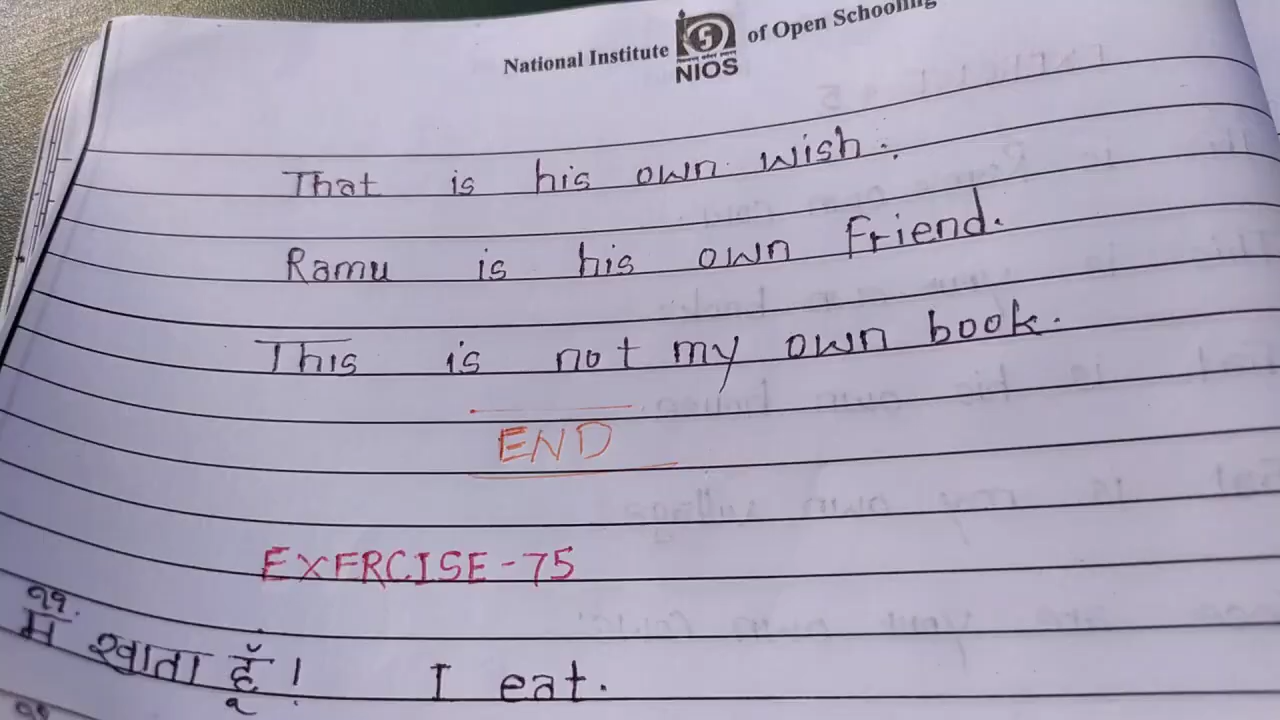 National Institute of Open Schooling
NIOS
That is his own wish.
Ramu is his own friend.
This is not my own book.
END
EXERCISE-75
मैं खाता हूँ। I eat.